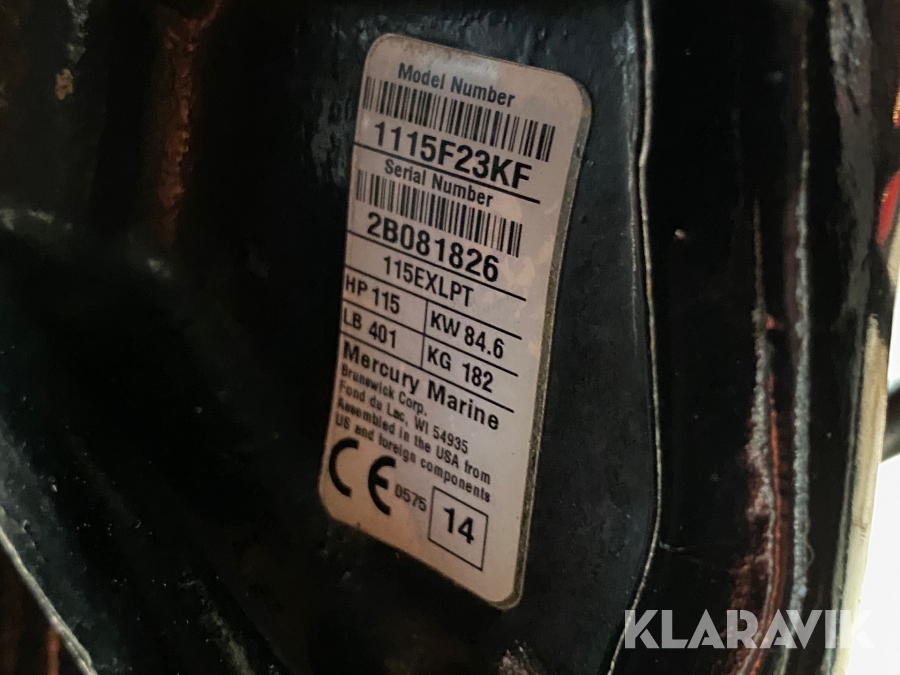 Model Number
1115F23KF
Serial Number
2B081826
115EXLPT
HP 115 KW 84.6
LB 401 KG 182
Mercury Marine
Brunswick Corp.
Fond du Lac, WI 54935
Assembled in the USA from
US and foreign components
CE 0575 14
KLARAVIK